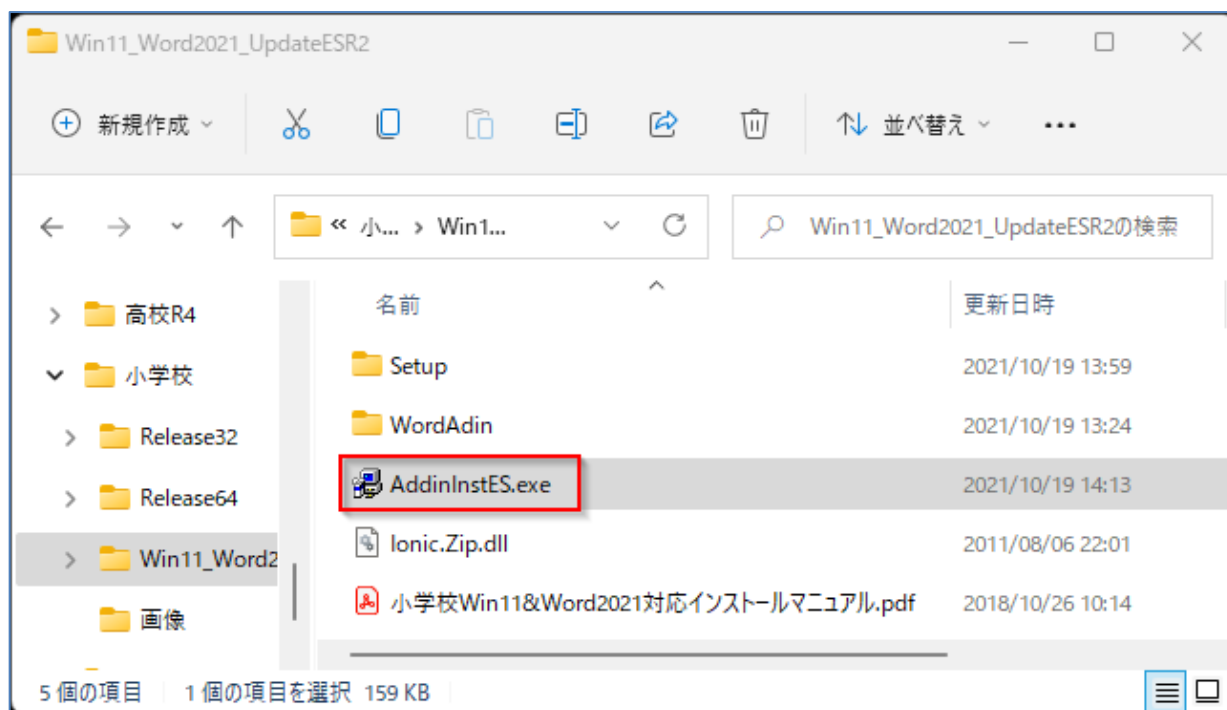 Win11_Word2021_UpdateESR2
新規作成
並べ替え
小... Win1...
Win11_Word2021_UpdateESR2の検索
名前 更新日時
高校R4
小学校
Release32
Release64
Win11_Word2
画像
Setup 2021/10/19 13:59
WordAdin 2021/10/19 13:24
AddinInstES.exe 2021/10/19 14:13
Ionic.Zip.dll 2011/08/06 22:01
小学校Win11&Word2021対応インストールマニュアル.pdf 2018/10/26 10:14
5 個の項目 1 個の項目を選択 159 KB